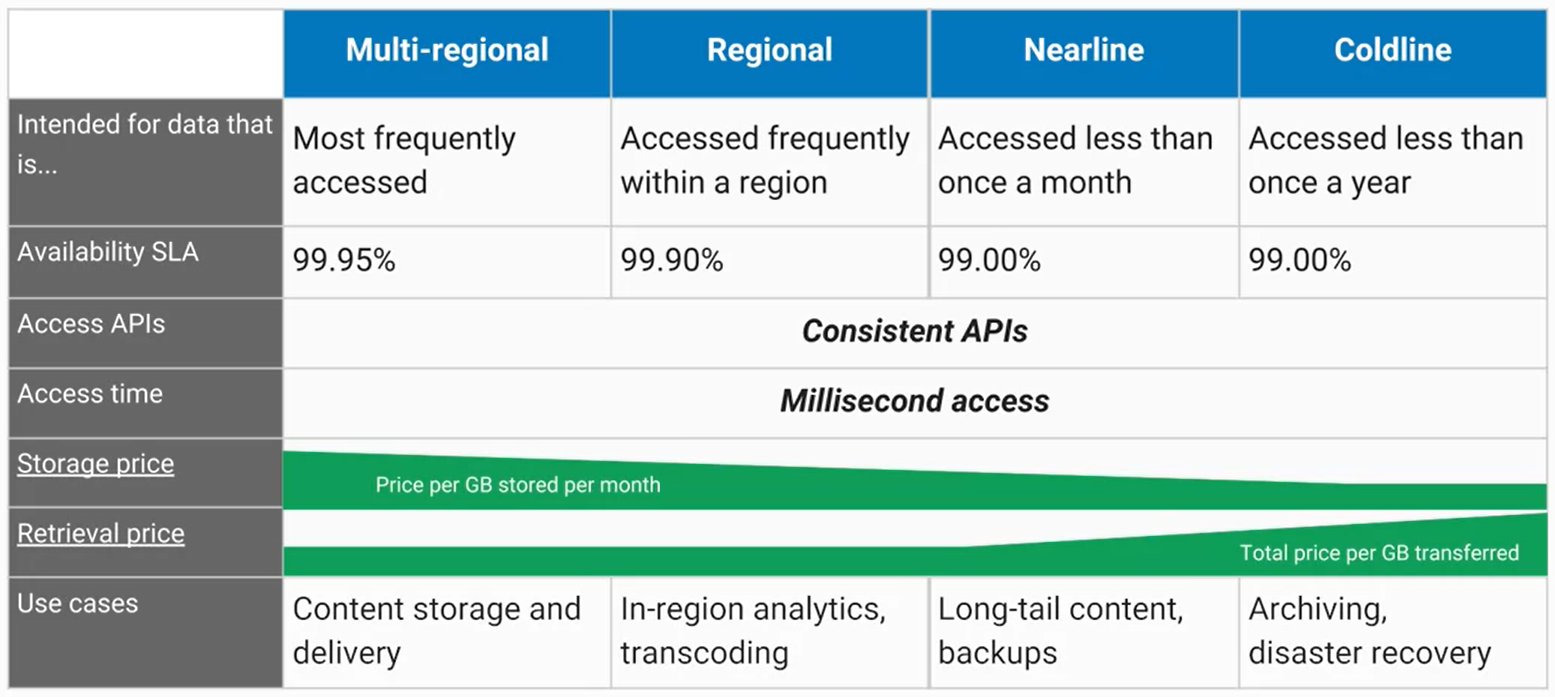 Multi-regional Regional Nearline Coldline
Intended for data that
is...
Most frequently
accessed
Accessed frequently
within a region
Accessed less than
once a month
Accessed less than
once a year
Availability SLA
99.95% 99.90% 99.00% 99.00%
Access APIs
Consistent APIs
Access time
Millisecond access
Storage price
Price per GB stored per month
Retrieval price
Total price per GB transferred
Use cases
Content storage and
delivery
In-region analytics,
transcoding
Long-tail content,
backups
Archiving,
disaster recovery